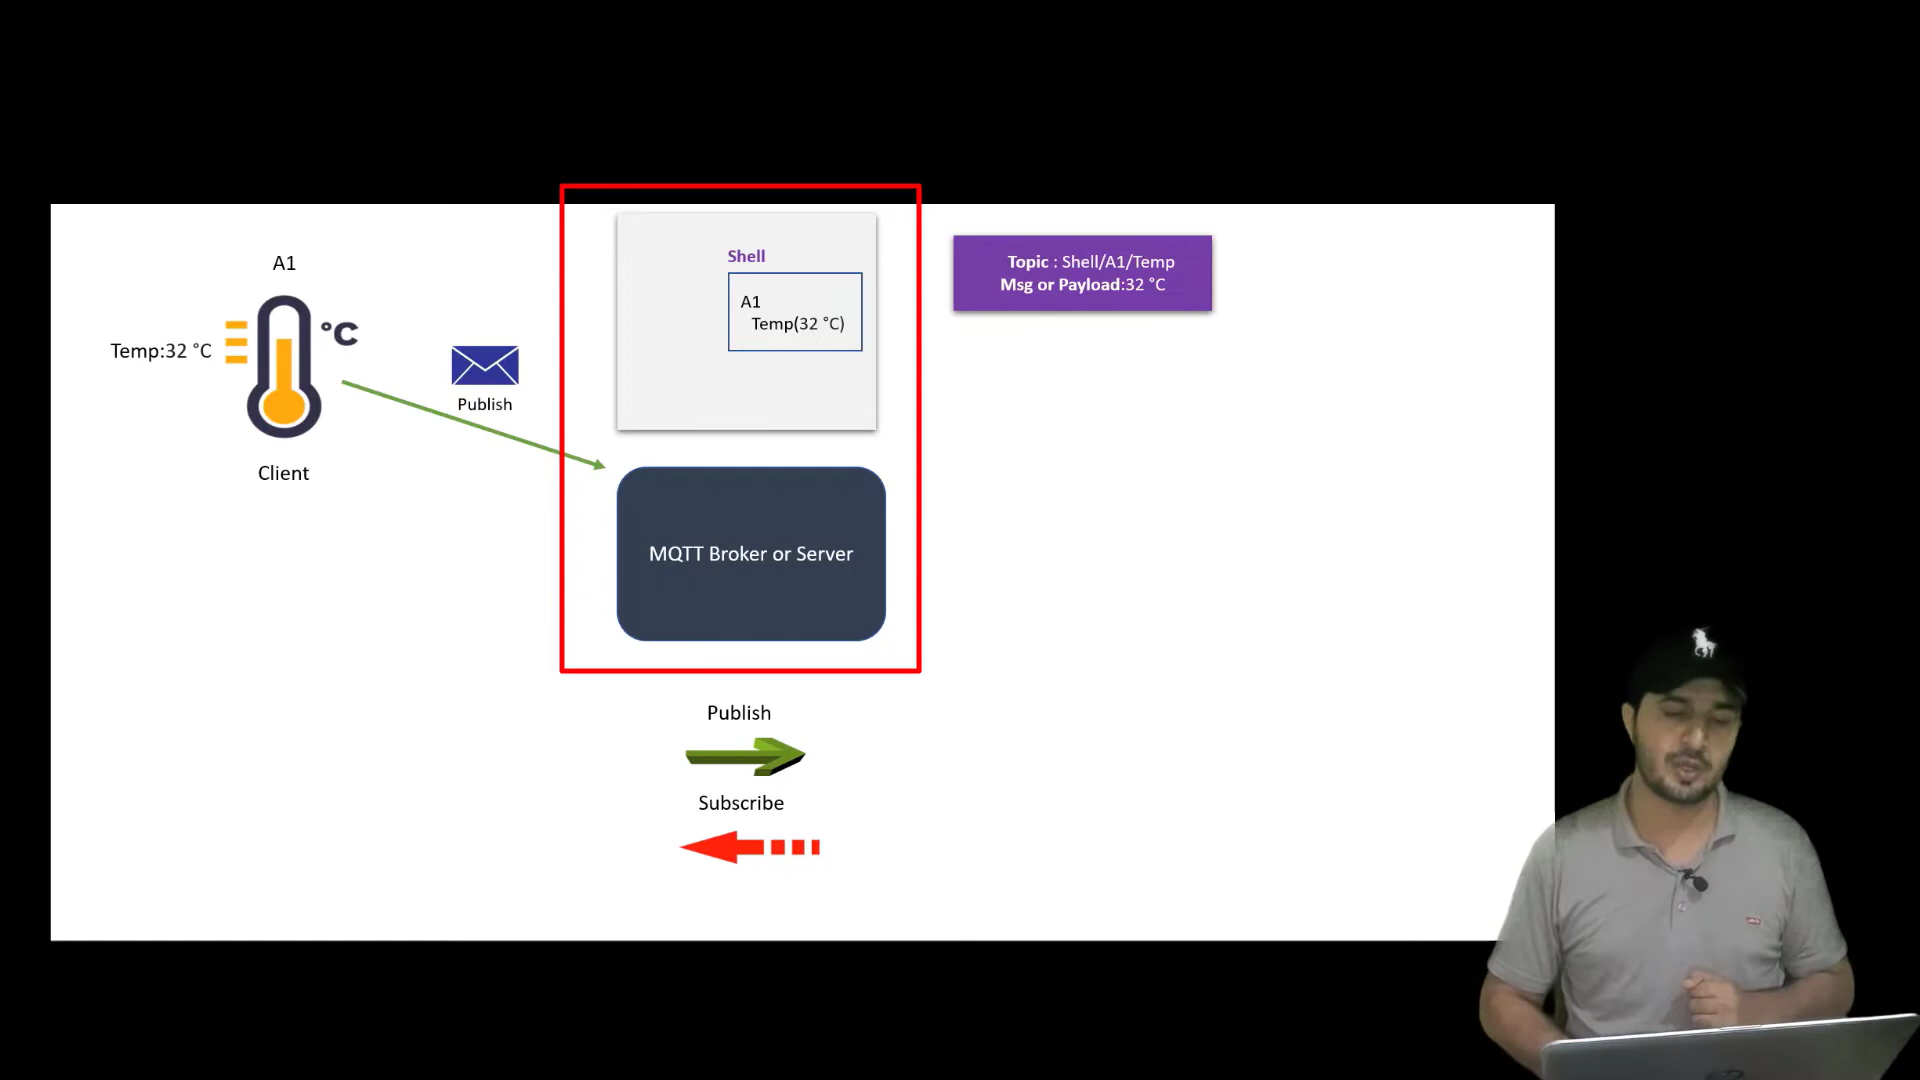 A1
°C
Temp:32 °C
Client
Publish
Shell
A1
Temp(32 °C)
MQTT Broker or Server
Topic : Shell/A1/Temp
Msg or Payload:32 °C
Publish
Subscribe